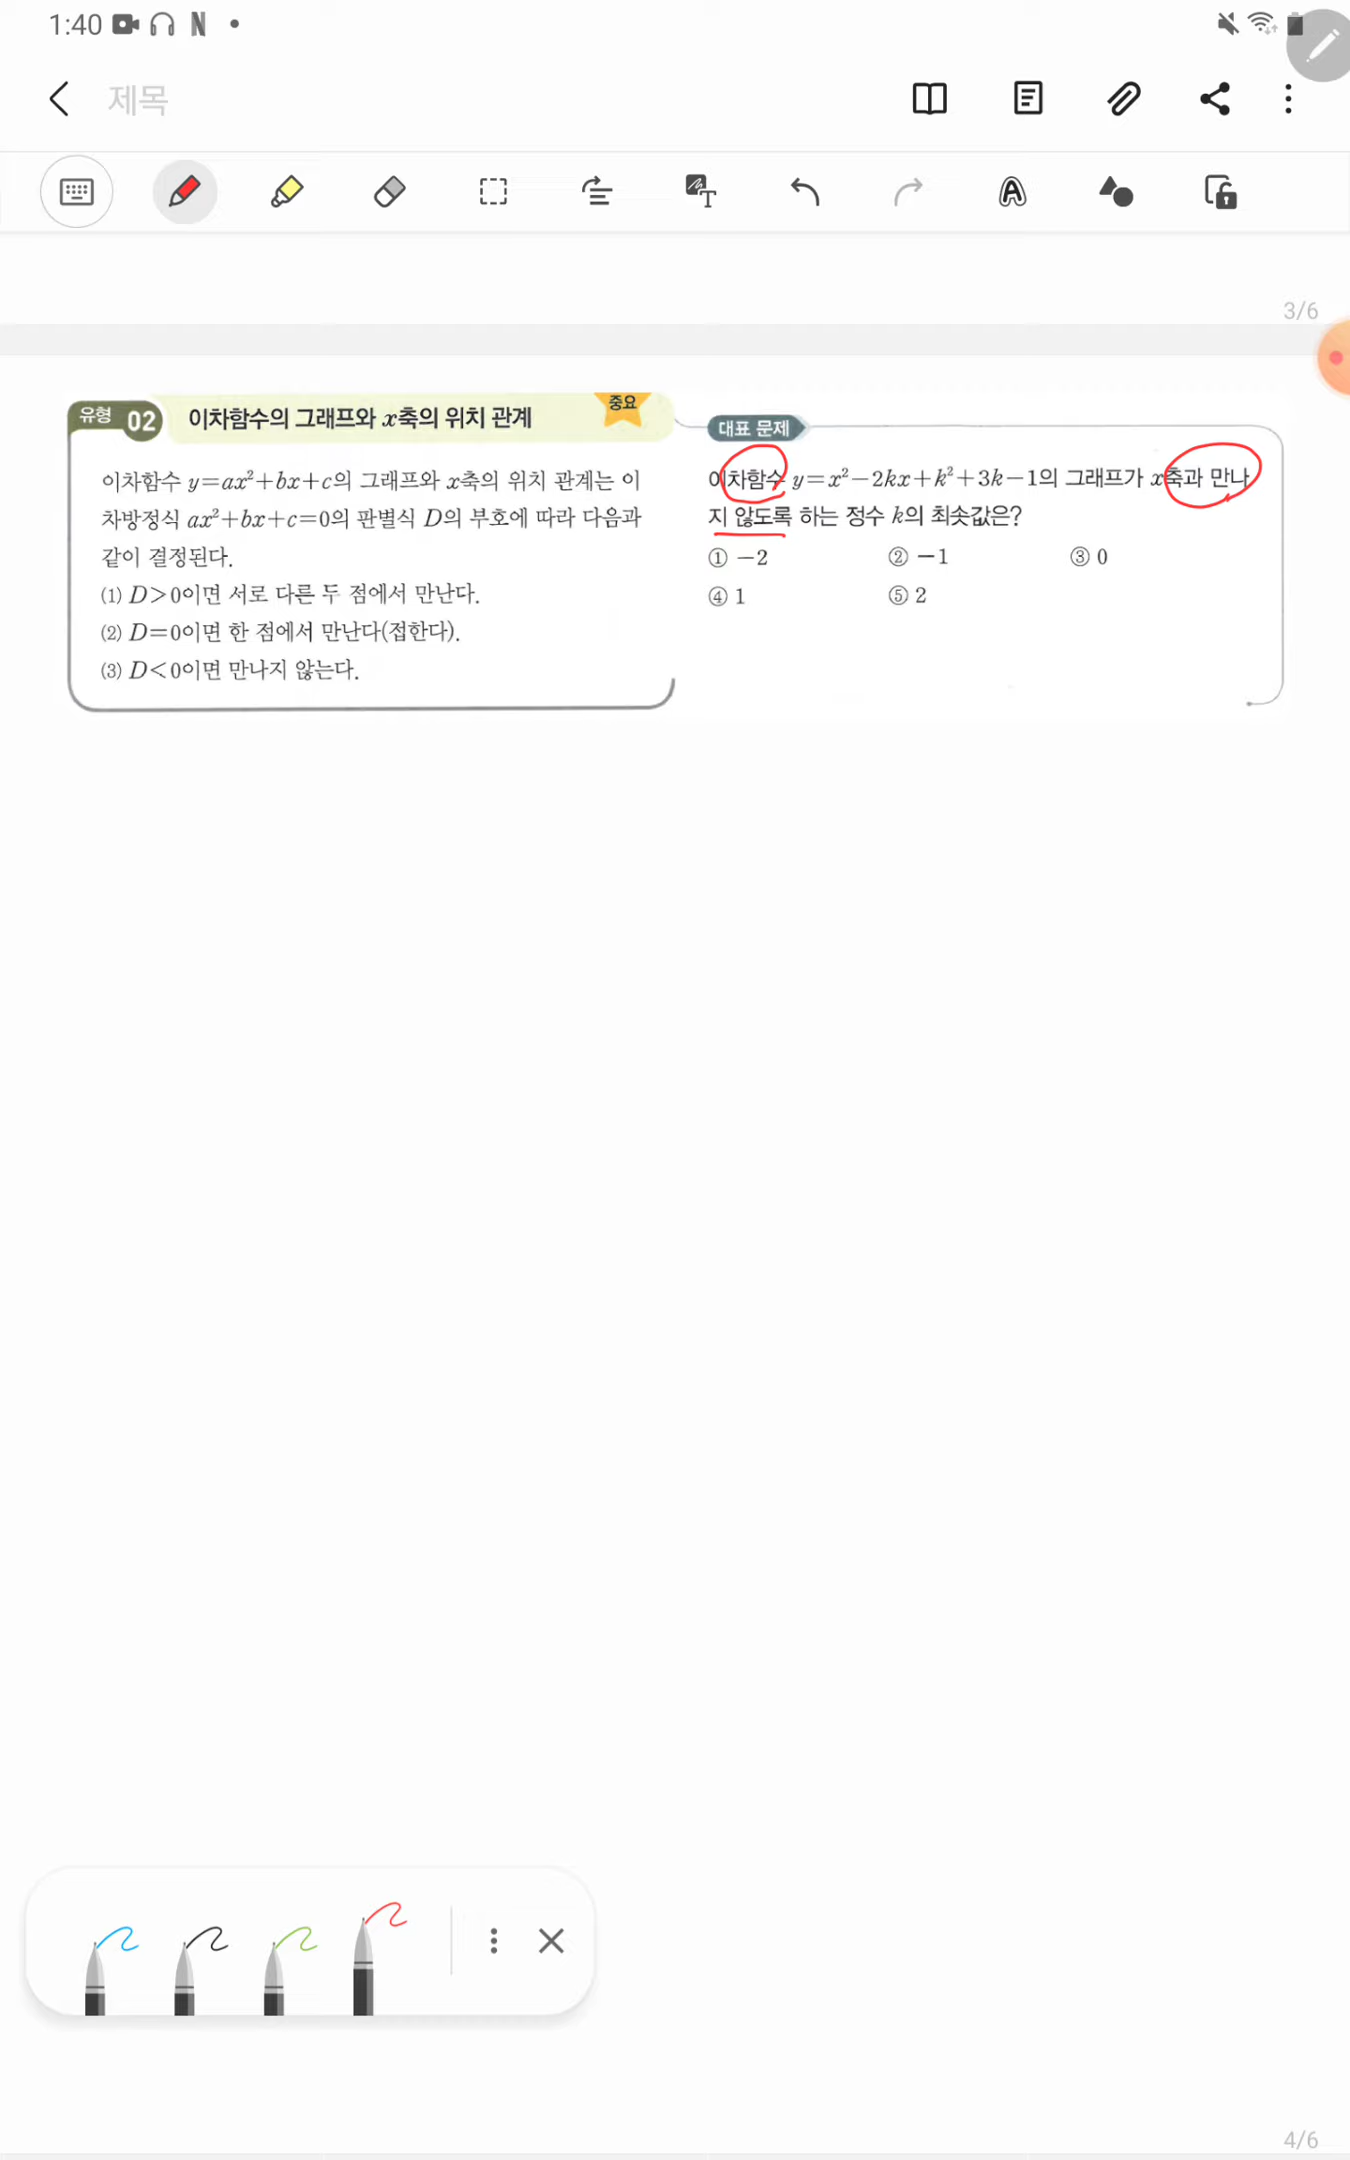 1:40 N
제목
3/6
유형 02 이차함수의 그래프와 x축의 위치 관계 중요
이차함수 y=ax²+bx+c의 그래프와 x축의 위치 관계는 이
차방정식 ax²+bx+c=0의 판별식 D의 부호에 따라 다음과
같이 결정된다.
(1) D>0이면 서로 다른 두 점에서 만난다.
(2) D=0이면 한 점에서 만난다(접한다).
(3) D<0이면 만나지 않는다.
대표 문제
이차함수 y=x²-2kx+k²+3k-1의 그래프가 x축과 만나
지 않도록 하는 정수 k의 최솟값은?
① -2 ② -1 ③ 0
④ 1 ⑤ 2
4/6